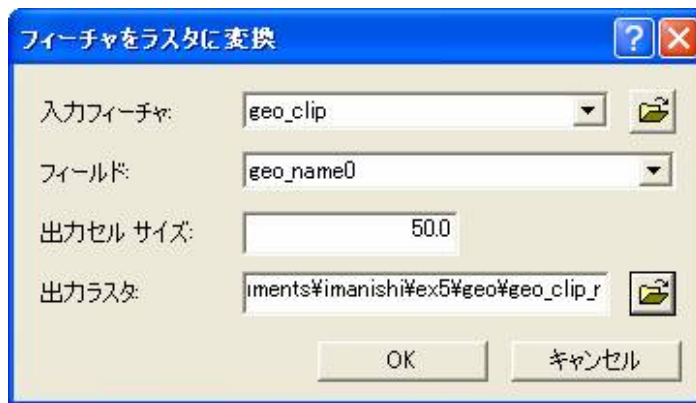 フィーチャをラスタに変換
入力フィーチャ: geo_clip
フィールド: geo_name0
出力セル サイズ: 50.0
出力ラスタ: uments¥imanishi¥ex5¥geo¥geo_clip_r
OK キャンセル